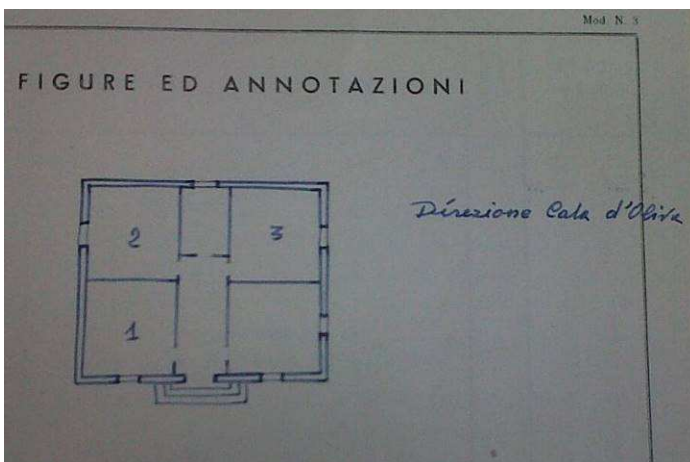 Mod. N. 3
FIGURE ED ANNOTAZIONI
Direzione Cala d'Oliva
2
3
1